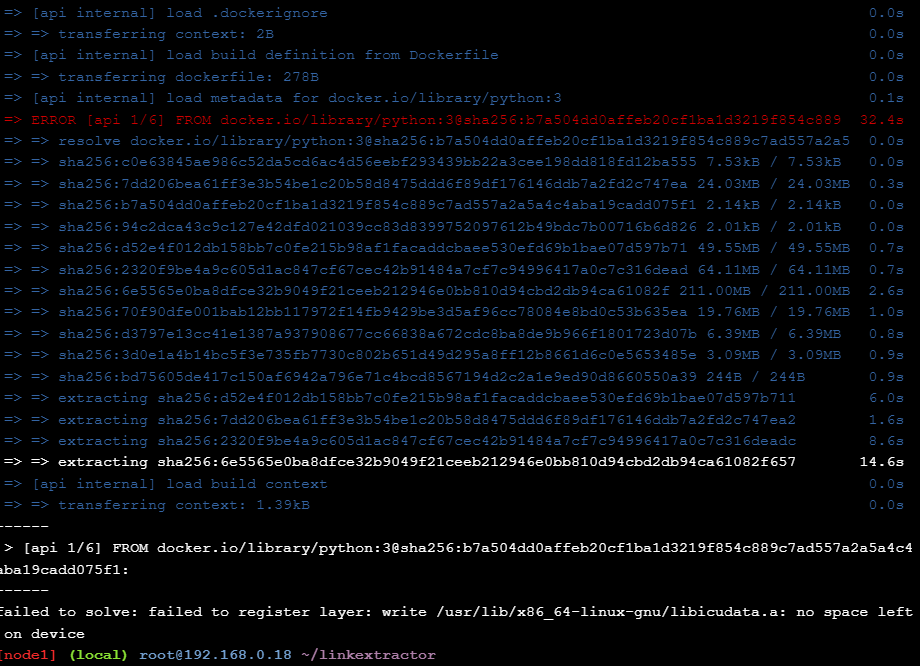 => [api internal] load .dockerignore 0.0s
=> => transferring context: 2B 0.0s
=> [api internal] load build definition from Dockerfile 0.0s
=> => transferring dockerfile: 278B 0.0s
=> [api internal] load metadata for docker.io/library/python:3 0.1s
=> ERROR [api 1/6] FROM docker.io/library/python:3@sha256:b7a504dd0affeb20cf1ba1d3219f854c889 32.4s
=> => resolve docker.io/library/python:3@sha256:b7a504dd0affeb20cf1ba1d3219f854c889c7ad557a2a5 0.0s
=> => sha256:c0e63845ae986c52da5cd6ac4d56eebf293439bb22a3cee198dd818fd12ba555 7.53kB / 7.53kB 0.0s
=> => sha256:7dd206bea61ff3e3b54be1c20b58d8475ddd6f89df176146ddb7a2fd2c747ea 24.03MB / 24.03MB 0.3s
=> => sha256:b7a504dd0affeb20cf1ba1d3219f854c889c7ad557a2a5a4c4aba19cadd075f1 2.14kB / 2.14kB 0.0s
=> => sha256:94c2dca43c9c127e42dfd021039cc83d8399752097612b49bdc7b00716b6d826 2.01kB / 2.01kB 0.0s
=> => sha256:d52e4f012db158bb7c0fe215b98af1facaddcbaee530efd69b1bae07d597b71 49.55MB / 49.55MB 0.7s
=> => sha256:2320f9be4a9c605d1ac847cf67cec42b91484a7cf7c94996417a0c7c316dead 64.11MB / 64.11MB 0.7s
=> => sha256:6e5565e0ba8dfce32b9049f21ceeb212946e0bb810d94cbd2db94ca61082f 211.00MB / 211.00MB 2.6s
=> => sha256:70f90dfe001bab12bb117972f14fb9429be3d5af96cc78084e8bd0c53b635ea 19.76MB / 19.76MB 1.0s
=> => sha256:d3797e13cc41e1387a937908677cc66838a672cdc8ba8de9b966f1801723d07b 6.39MB / 6.39MB 0.8s
=> => sha256:3d0e1a4b14bc5f3e735fb7730c802b651d49d295a8ff12b8661d6c0e5653485e 3.09MB / 3.09MB 0.9s
=> => sha256:bd75605de417c150af6942a796e71c4bcd8567194d2c2a1e9ed90d8660550a39 244B / 244B 0.9s
=> => extracting sha256:d52e4f012db158bb7c0fe215b98af1facaddcbaee530efd69b1bae07d597b711 6.0s
=> => extracting sha256:7dd206bea61ff3e3b54be1c20b58d8475ddd6f89df176146ddb7a2fd2c747ea2 1.6s
=> => extracting sha256:2320f9be4a9c605d1ac847cf67cec42b91484a7cf7c94996417a0c7c316deadc 8.6s
=> => extracting sha256:6e5565e0ba8dfce32b9049f21ceeb212946e0bb810d94cbd2db94ca61082f657 14.6s
=> [api internal] load build context 0.0s
=> => transferring context: 1.39kB 0.0s
------
> [api 1/6] FROM docker.io/library/python:3@sha256:b7a504dd0affeb20cf1ba1d3219f854c889c7ad557a2a5a4c4
aba19cadd075f1:
------
failed to solve: failed to register layer: write /usr/lib/x86_64-linux-gnu/libicudata.a: no space left
on device
[node1] (local) root@192.168.0.18 ~/linkextractor